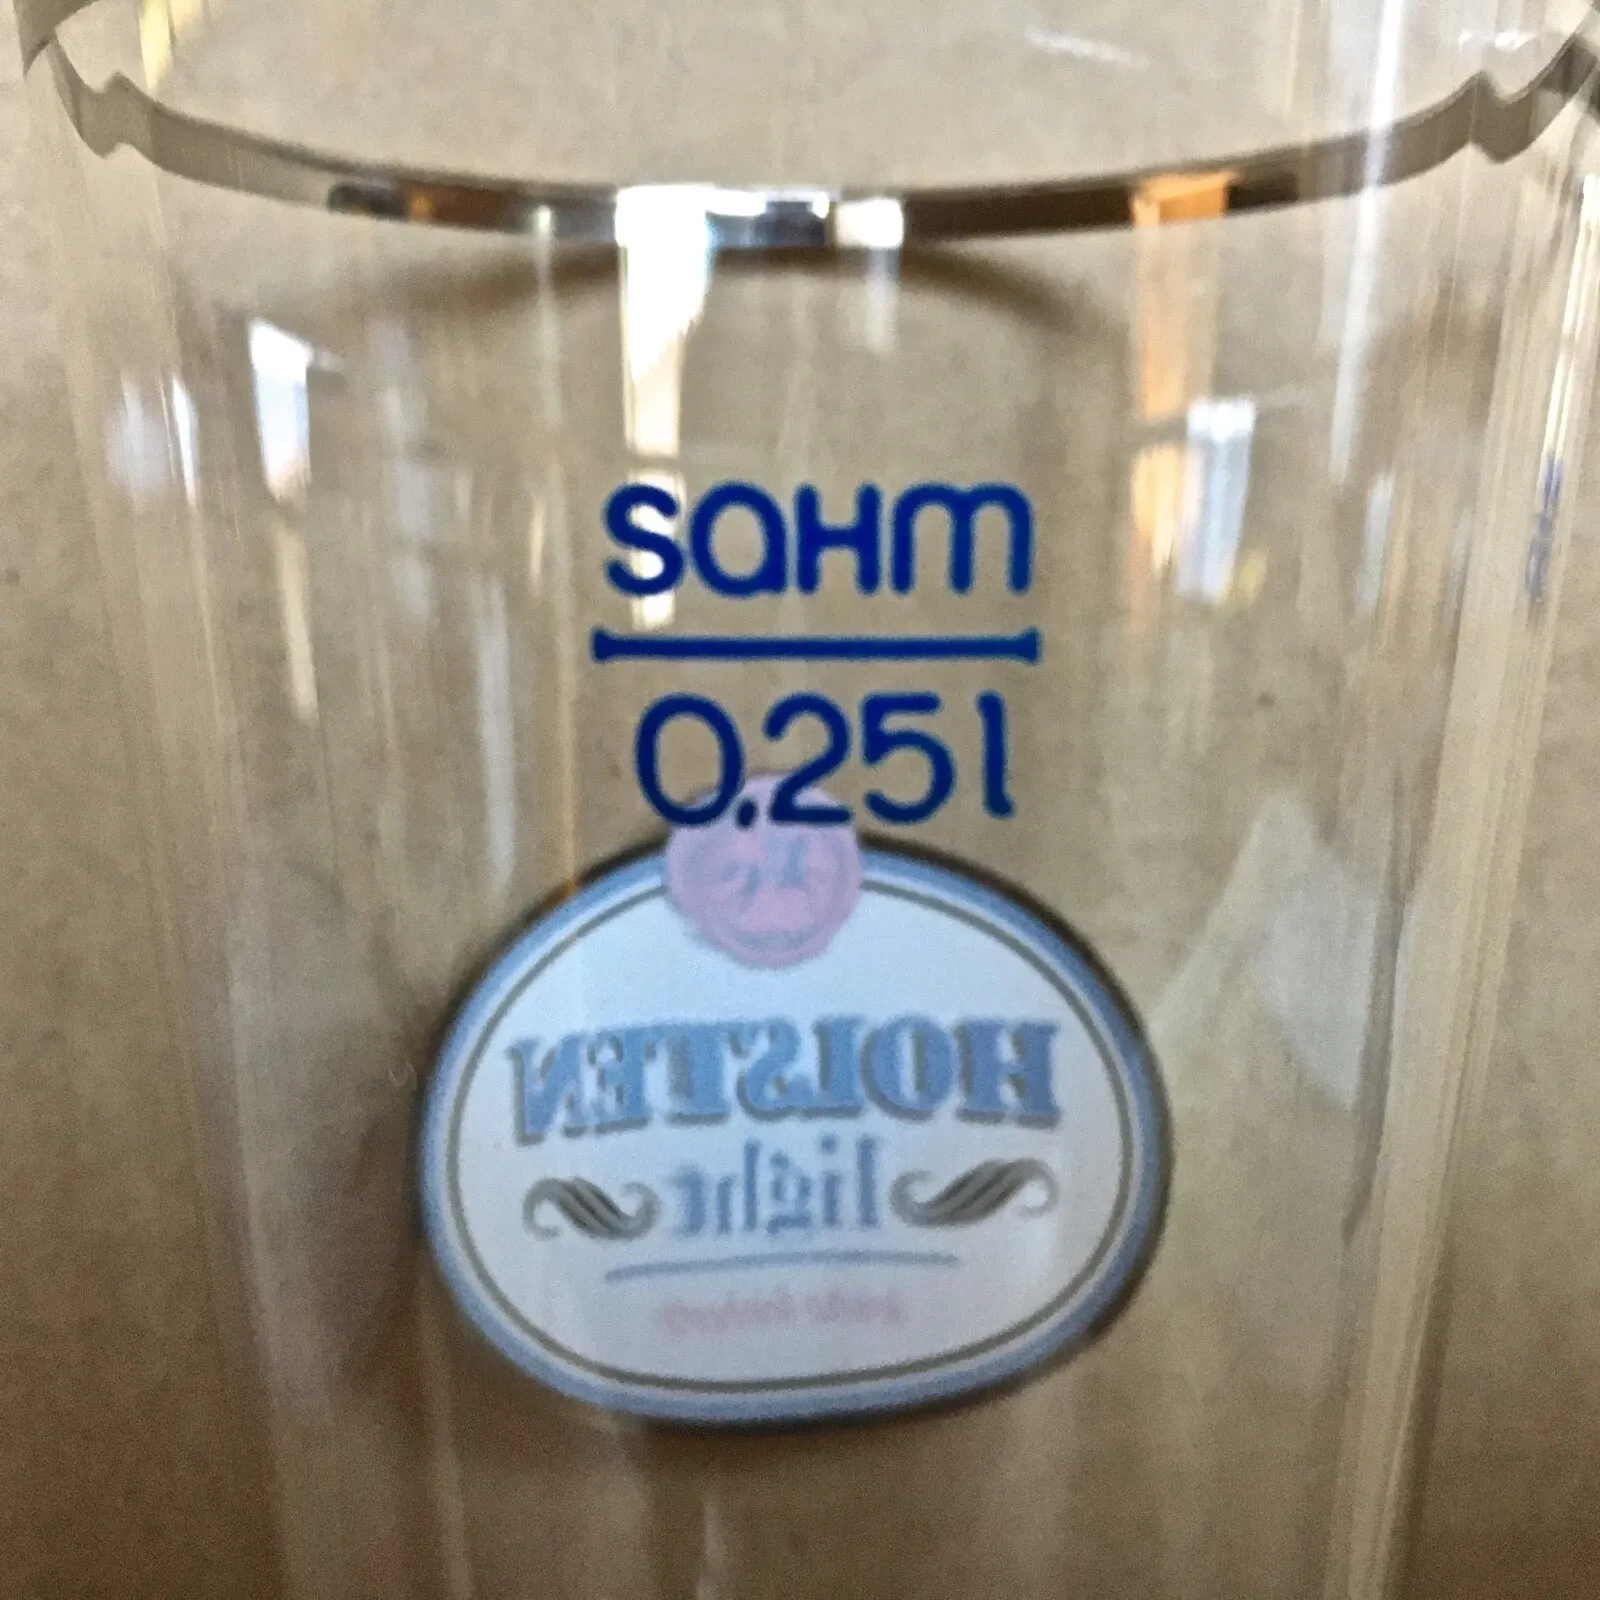 sahm
0,25l
HOLSTEN
light